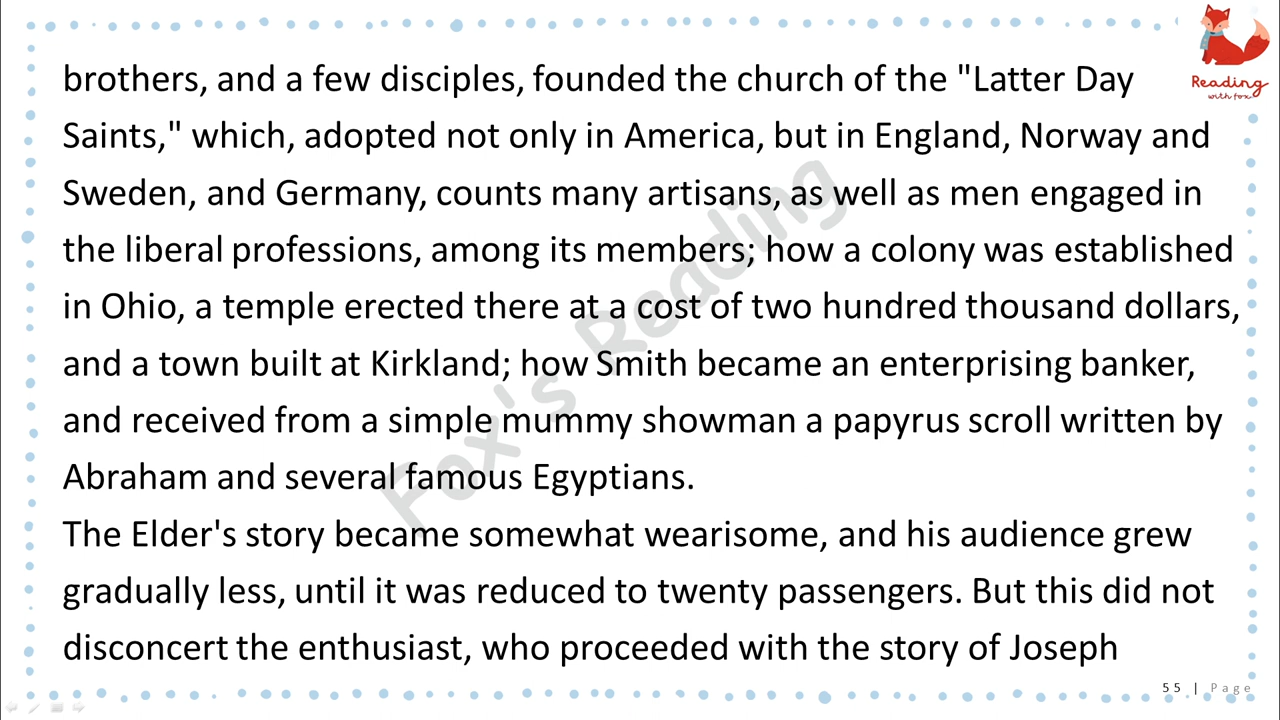 Reading
with fox
brothers, and a few disciples, founded the church of the "Latter Day
Saints," which, adopted not only in America, but in England, Norway and
Sweden, and Germany, counts many artisans, as well as men engaged in
the liberal professions, among its members; how a colony was established
in Ohio, a temple erected there at a cost of two hundred thousand dollars,
and a town built at Kirkland; how Smith became an enterprising banker,
and received from a simple mummy showman a papyrus scroll written by
Abraham and several famous Egyptians.
The Elder's story became somewhat wearisome, and his audience grew
gradually less, until it was reduced to twenty passengers. But this did not
disconcert the enthusiast, who proceeded with the story of Joseph
Fox's Reading
55 | Page